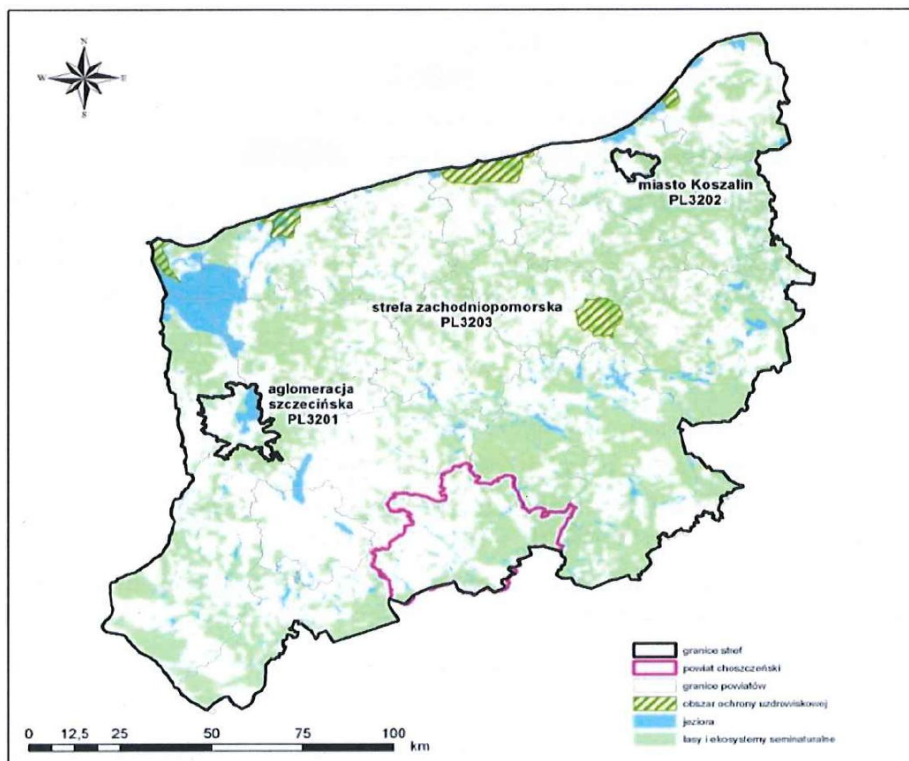 N
W E
S
miasto Koszalin
PL3202
strefa zachodniopomorska
PL3203
aglomeracja
szczecińska
PL3201
granice stref
powiat choszczeński
granice powiatów
obszar ochrony uzdrowiskowej
jeziora
lasy i ekosystemy seminaturalne
0 12,5 25 50 75 100
km